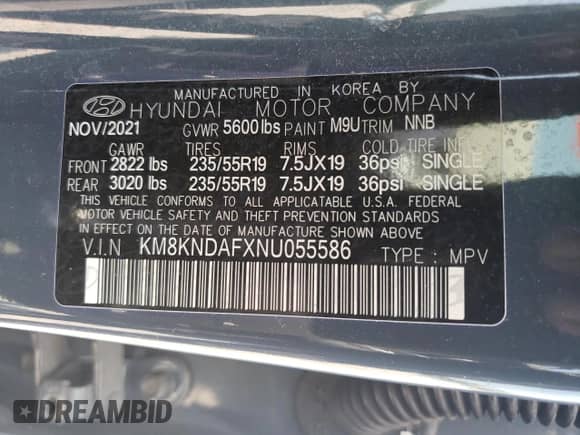 MANUFACTURED IN KOREA BY
HYUNDAI MOTOR COMPANY
NOV/2021 GVWR 5600 lbs PAINT M9U TRIM NNB
GAWR TIRES RIMS COLD TIRE INF.
FRONT 2822 lbs 235/55R19 7.5JX19 36psi SINGLE
REAR 3020 lbs 235/55R19 7.5JX19 36psi SINGLE
THIS VEHICLE CONFORMS TO ALL APPLICABLE U.S.A. FEDERAL
MOTOR VEHICLE SAFETY AND THEFT PREVENTION STANDARDS
IN EFFECT ON THE DATE OF MANUFACTURE SHOWN ABOVE.
V.I.N KM8KNDAFXNU055586 TYPE : MPV
DREAMBID